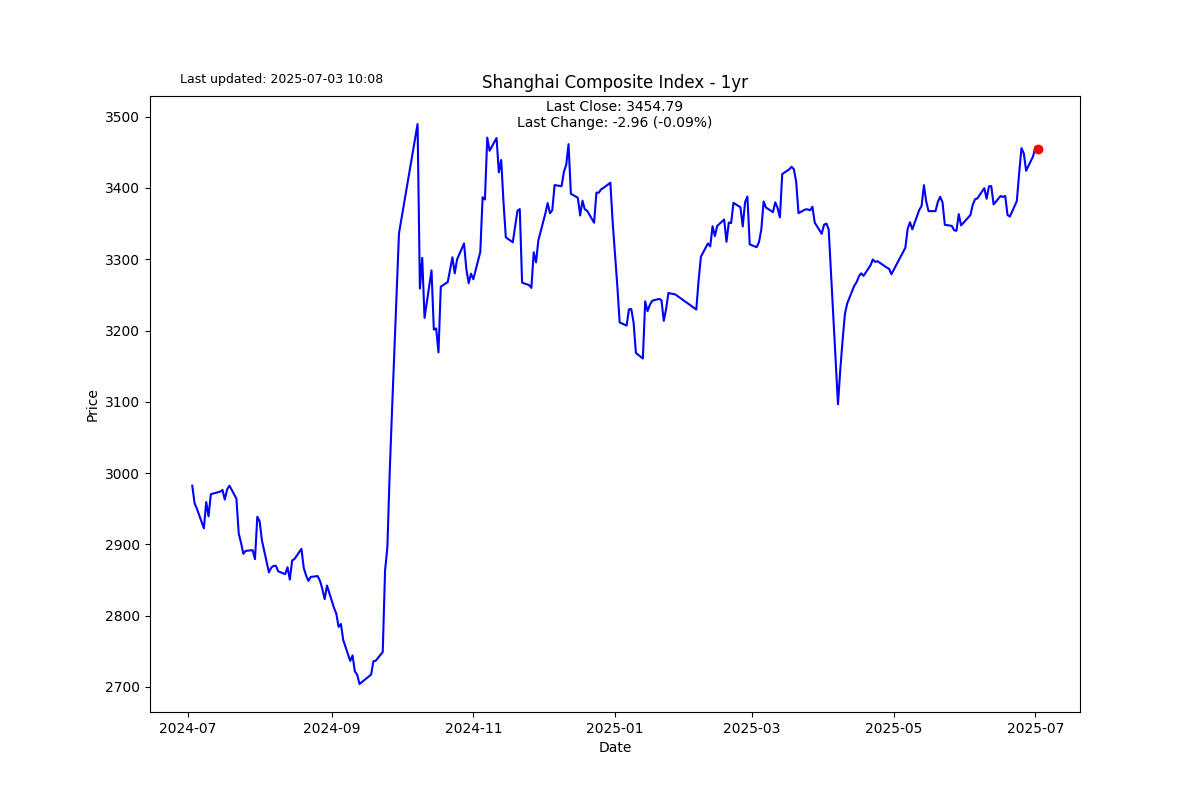 Last updated: 2025-07-03 10:08
Shanghai Composite Index - 1yr
Last Close: 3454.79
Last Change: -2.96 (-0.09%)
3500
3400
3300
3200
3100
3000
2900
2800
2700
Price
2024-07
2024-09
2024-11
2025-01
2025-03
2025-05
2025-07
Date